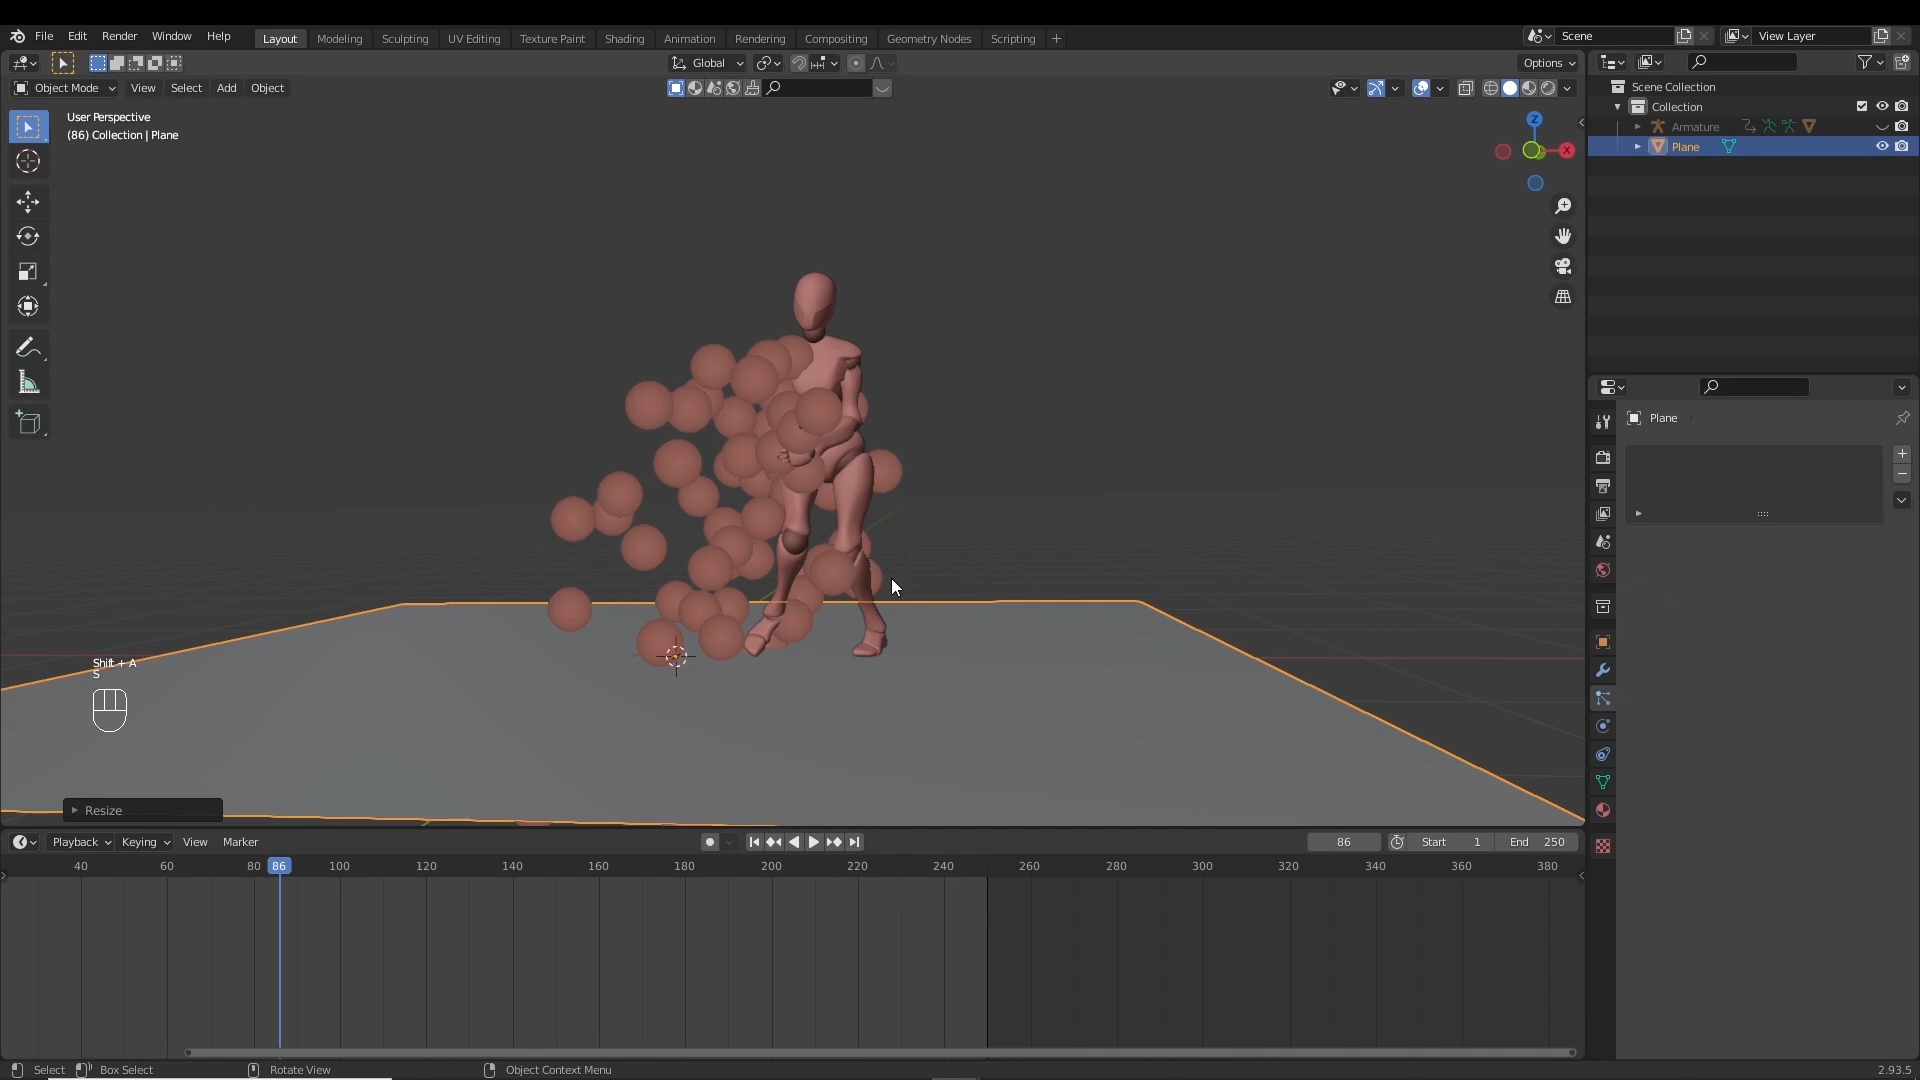 File Edit Render Window Help Layout Modeling Sculpting UV Editing Texture Paint Shading Animation Rendering Compositing Geometry Nodes Scripting + Scene View Layer
Global Options
Object Mode View Select Add Object
User Perspective
(86) Collection | Plane
Z
X
Scene Collection
Collection
Armature
Plane
Plane
Shift + A
S
Resize
Playback Keying View Marker 86 Start 1 End 250
40 60 80 86 100 120 140 160 180 200 220 240 260 280 300 320 340 360 380
Select Box Select Rotate View Object Context Menu 2.93.5